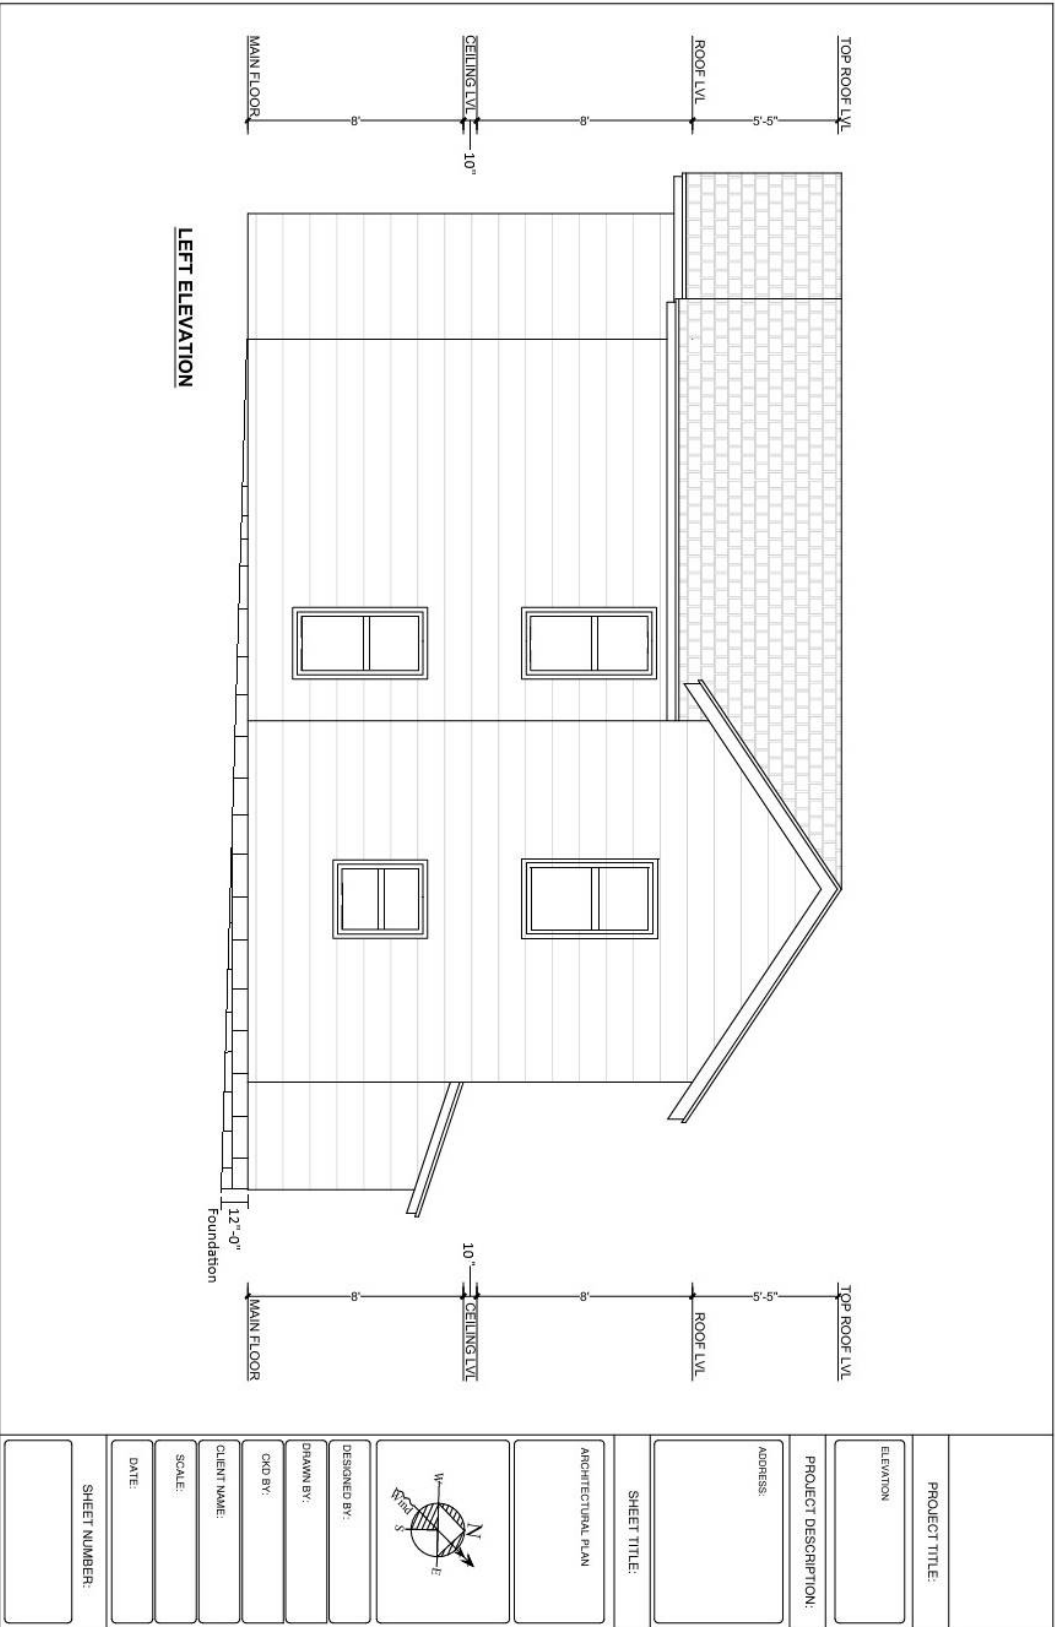 TOP ROOF LVL
5'-5"
ROOF LVL
8'
CEILING LVL
10"
8'
MAIN FLOOR
TOP ROOF LVL
5'-5"
ROOF LVL
8'
10"
CEILING LVL
8'
MAIN FLOOR
12"-0"
Foundation
LEFT ELEVATION
PROJECT TITLE:
ELEVATION
PROJECT DESCRIPTION:
ADDRESS:
SHEET TITLE:
ARCHITECTURAL PLAN
N
W
E
S
Wind
DESIGNED BY:
DRAWN BY:
CKD BY:
CLIENT NAME:
SCALE:
DATE:
SHEET NUMBER: